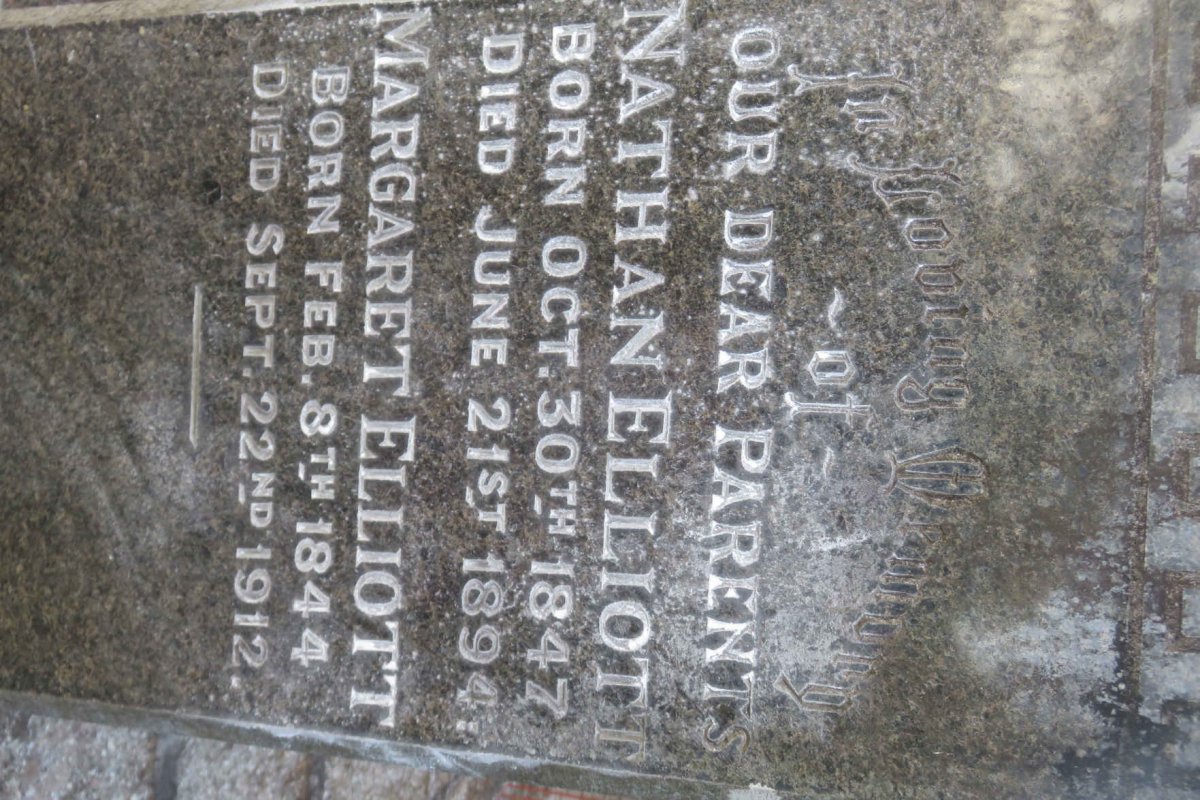 In Loving Memory
~ of ~
OUR DEAR PARENTS
NATHAN ELIOTT
BORN OCT. 30TH 1847
DIED JUNE 21ST 1894.
MARGARET ELLIOTT
BORN FEB. 8TH 1844
DIED SEPT. 22ND 1912.